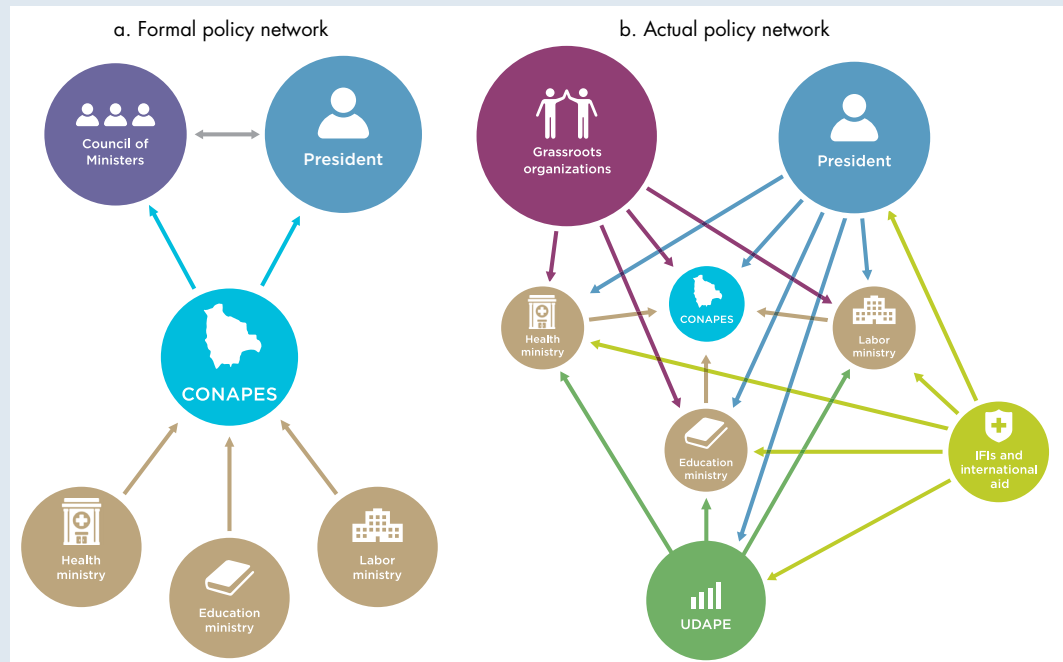 a. Formal policy network
Council of
Ministers
President
CONAPES
Health
ministry
Education
ministry
Labor
ministry
b. Actual policy network
Grassroots
organizations
President
Health
ministry
CONAPES
Labor
ministry
Education
ministry
IFIs and
international
aid
UDAPE